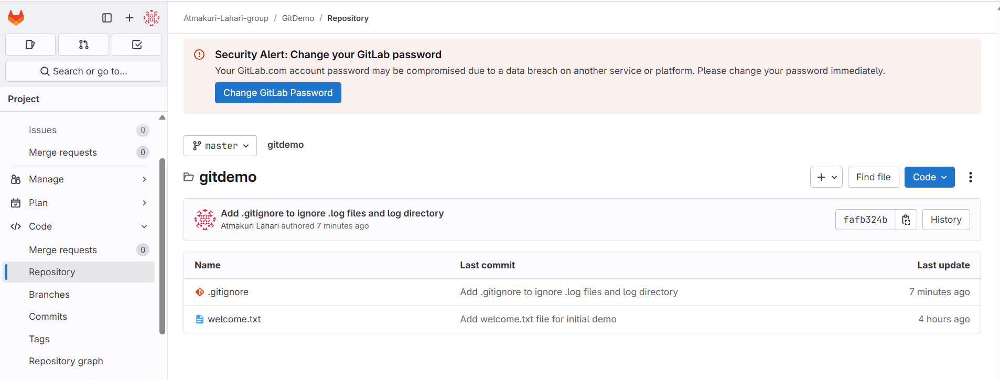 Atmakuri-Lahari-group / GitDemo / Repository
Search or go to...
Project
Issues 0
Merge requests 0
Manage
Plan
Code
Merge requests 0
Repository
Branches
Commits
Tags
Repository graph
Security Alert: Change your GitLab password
Your GitLab.com account password may be compromised due to a data breach on another service or platform. Please change your password immediately.
Change GitLab Password
master gitdemo
gitdemo
Find file Code
Add .gitignore to ignore .log files and log directory
Atmakuri Lahari authored 7 minutes ago
fafb324b History
Name Last commit Last update
.gitignore Add .gitignore to ignore .log files and log directory 7 minutes ago
welcome.txt Add welcome.txt file for initial demo 4 hours ago